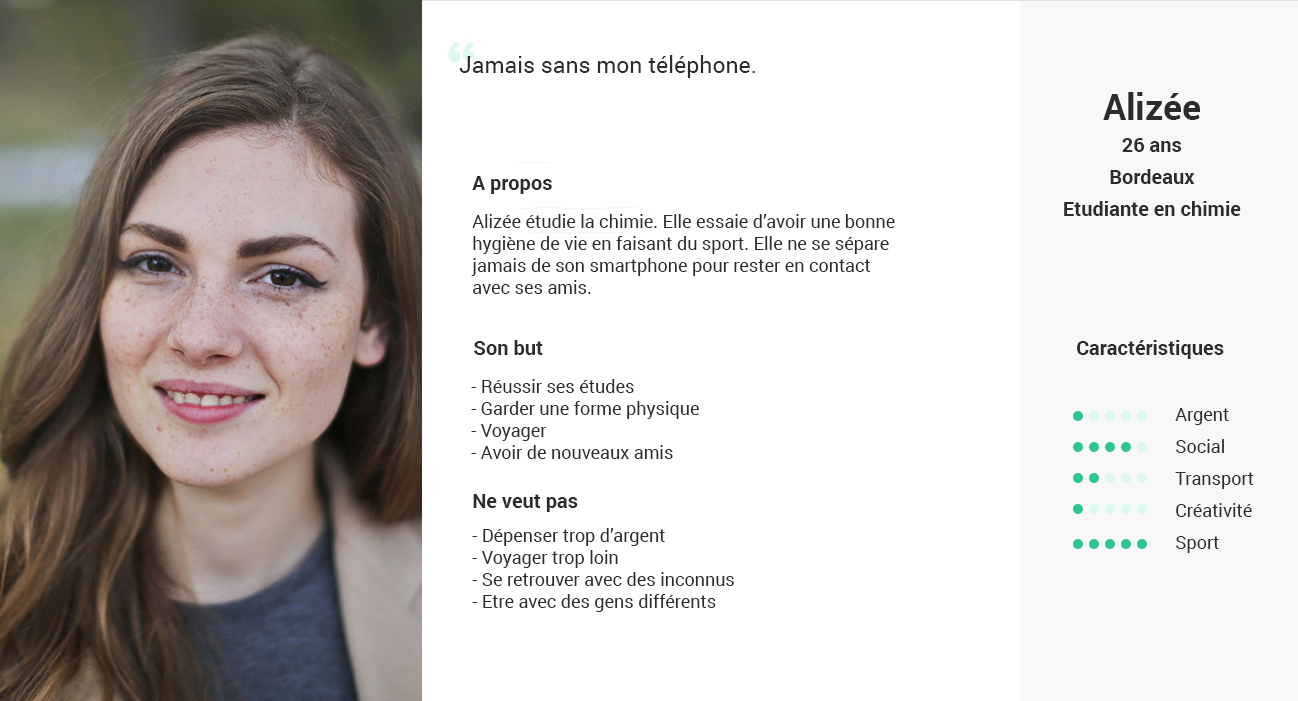 “Jamais sans mon téléphone.
A propos
Alizée étudie la chimie. Elle essaie d’avoir une bonne
hygiène de vie en faisant du sport. Elle ne se sépare
jamais de son smartphone pour rester en contact
avec ses amis.
Son but
- Réussir ses études
- Garder une forme physique
- Voyager
- Avoir de nouveaux amis
Ne veut pas
- Dépenser trop d’argent
- Voyager trop loin
- Se retrouver avec des inconnus
- Etre avec des gens différents
Alizée
26 ans
Bordeaux
Etudiante en chimie
Caractéristiques
Argent
Social
Transport
Créativité
Sport